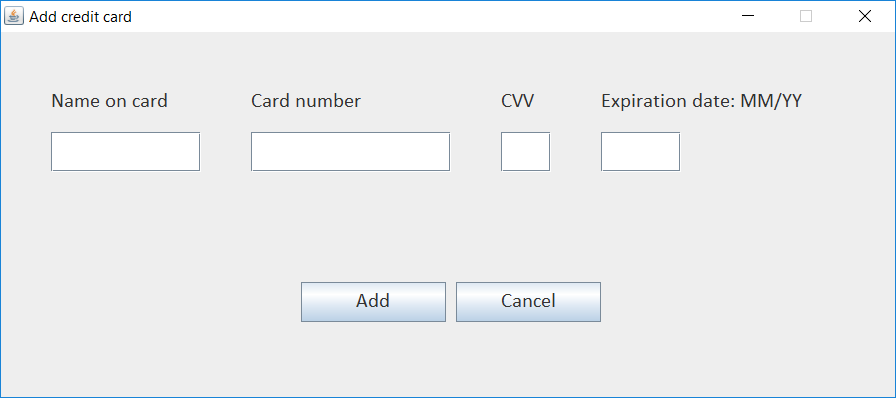 Add credit card
Name on card Card number CVV Expiration date: MM/YY
Add Cancel